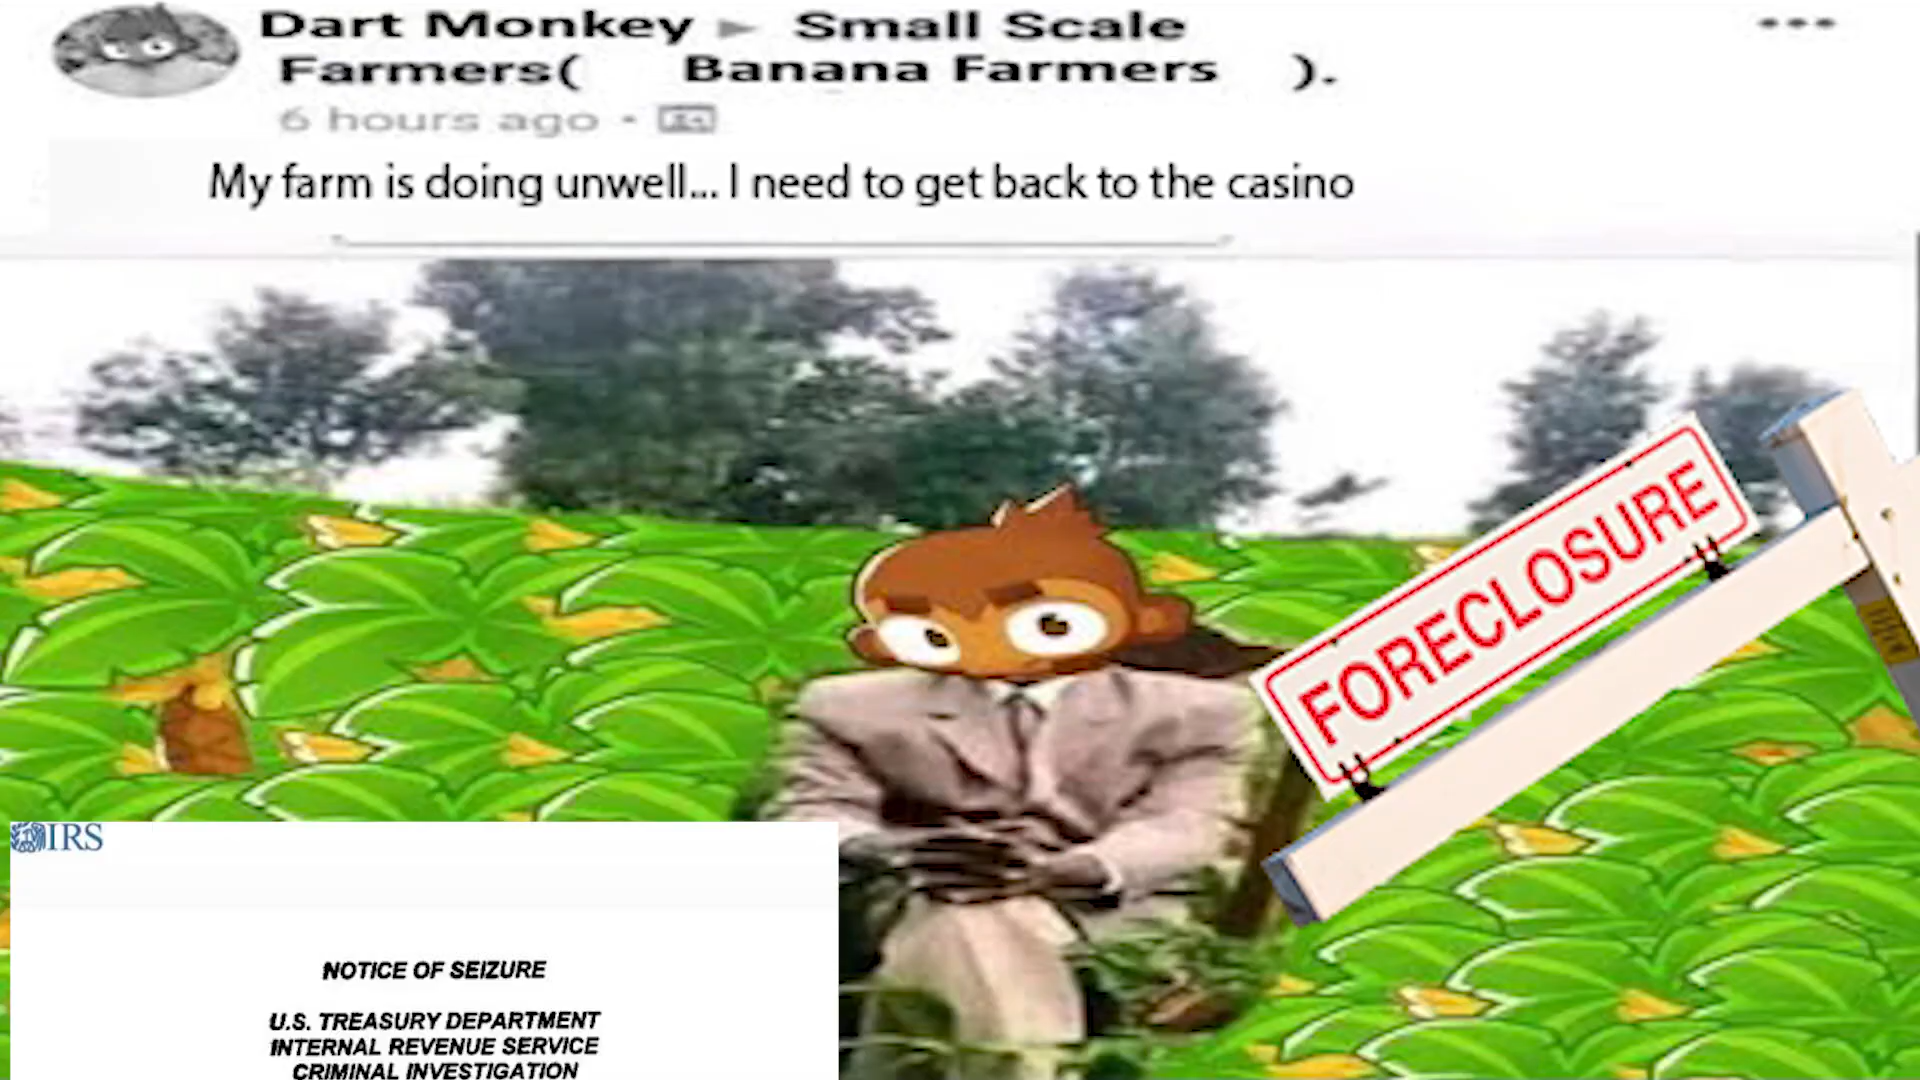 Dart Monkey ▸ Small Scale
Farmers( Banana Farmers ).
6 hours ago ·
My farm is doing unwell... I need to get back to the casino
FORECLOSURE
IRS
NOTICE OF SEIZURE
U.S. TREASURY DEPARTMENT
INTERNAL REVENUE SERVICE
CRIMINAL INVESTIGATION